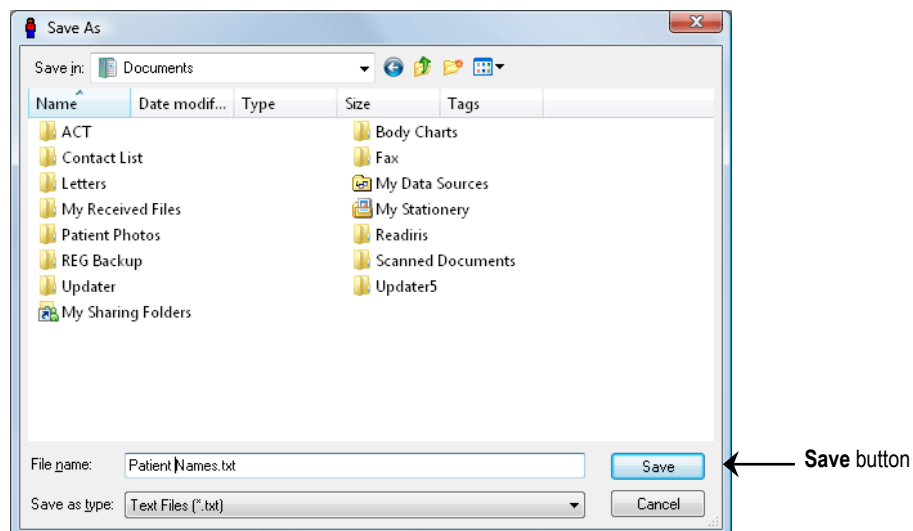 Save As
Save in: Documents
Name Date modif... Type Size Tags
ACT Body Charts
Contact List Fax
Letters My Data Sources
My Received Files My Stationery
Patient Photos Readiris
REG Backup Scanned Documents
Updater Updater5
My Sharing Folders
File name: Patient Names.txt Save Save button
Save as type: Text Files (*.txt) Cancel